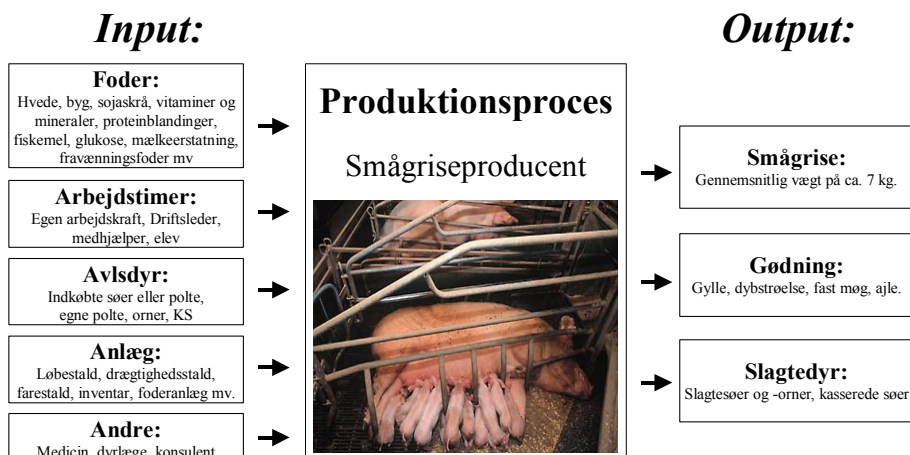 Input:
Foder:
Hvede, byg, sojaskrå, vitaminer og
mineraler, proteinblandinger,
fiskemel, glukose, mælkeerstatning,
fravænningsfoder mv
Arbejdstimer:
Egen arbejdskraft, Driftsleder,
medhjælper, elev
Avlsdyr:
Indkøbte søer eller polte,
egne polte, orner, KS
Anlæg:
Løbestald, drægtighedsstald,
farestald, inventar, foderanlæg mv.
Andre:
Medicin, dyrlæge, konsulent
Produktionsproces
Smågriseproducent
Output:
Smågrise:
Gennemsnitlig vægt på ca. 7 kg.
Gødning:
Gylle, dybstrøelse, fast møg, ajle.
Slagtedyr:
Slagtesøer og -orner, kasserede søer